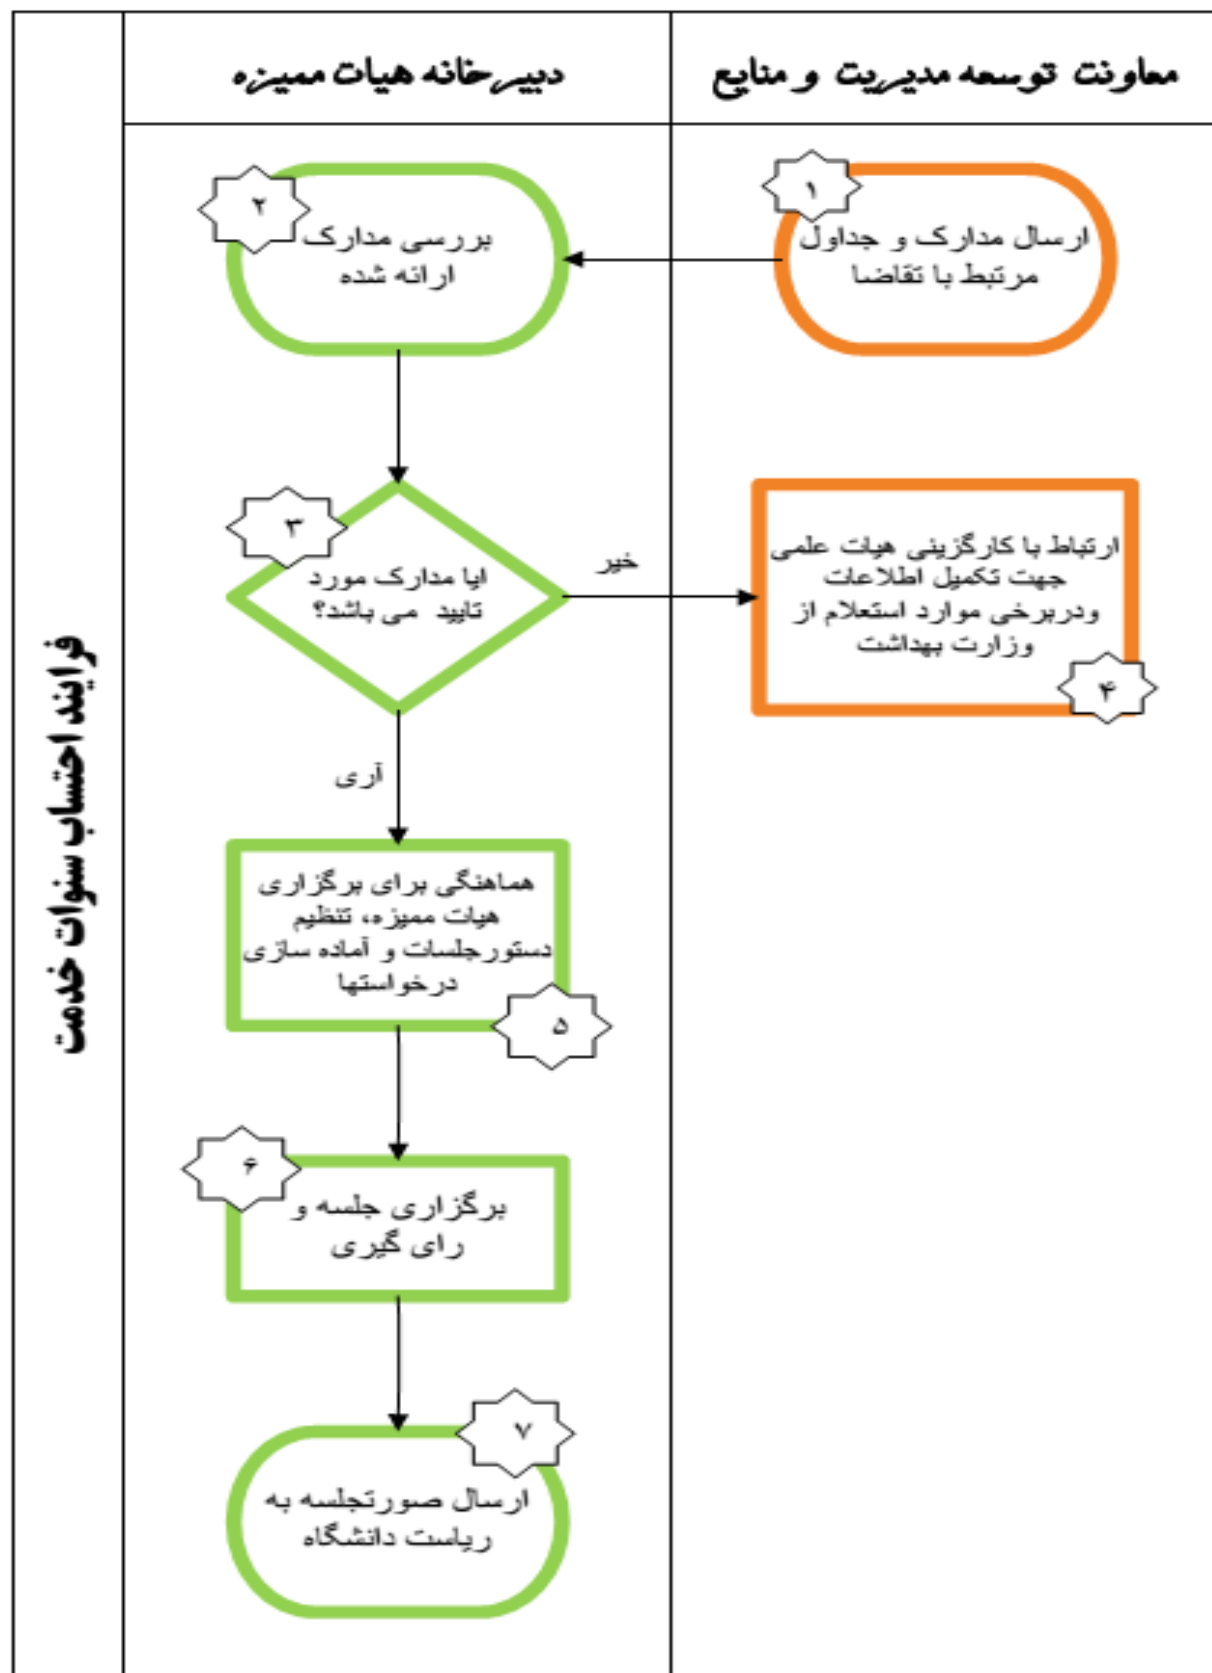 معاونت توسعه مدیریت و منابع
دبیرخانه هیات ممیزه
فرایند احتساب سنوات خدمت
۱
ارسال مدارک و جداول
مرتبط با تقاضا
۲
بررسی مدارک
ارائه شده
۳
ایا مدارک مورد
تایید می باشد؟
خیر
ارتباط با کارگزینی هیات علمی
جهت تکمیل اطلاعات
ودربرخی موارد استعلام از
وزارت بهداشت
۴
آری
هماهنگی برای برگزاری
هیات ممیزه، تنظیم
دستورجلسات و آماده سازی
درخواستها
۵
۶
برگزاری جلسه و
رای گیری
۷
ارسال صورتجلسه به
ریاست دانشگاه